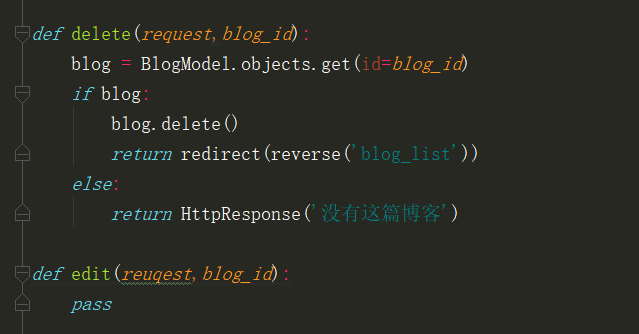 def delete(request,blog_id):
    blog = BlogModel.objects.get(id=blog_id)
    if blog:
        blog.delete()
        return redirect(reverse('blog_list'))
    else:
        return HttpResponse('没有这篇博客')
def edit(reuqest,blog_id):
    pass